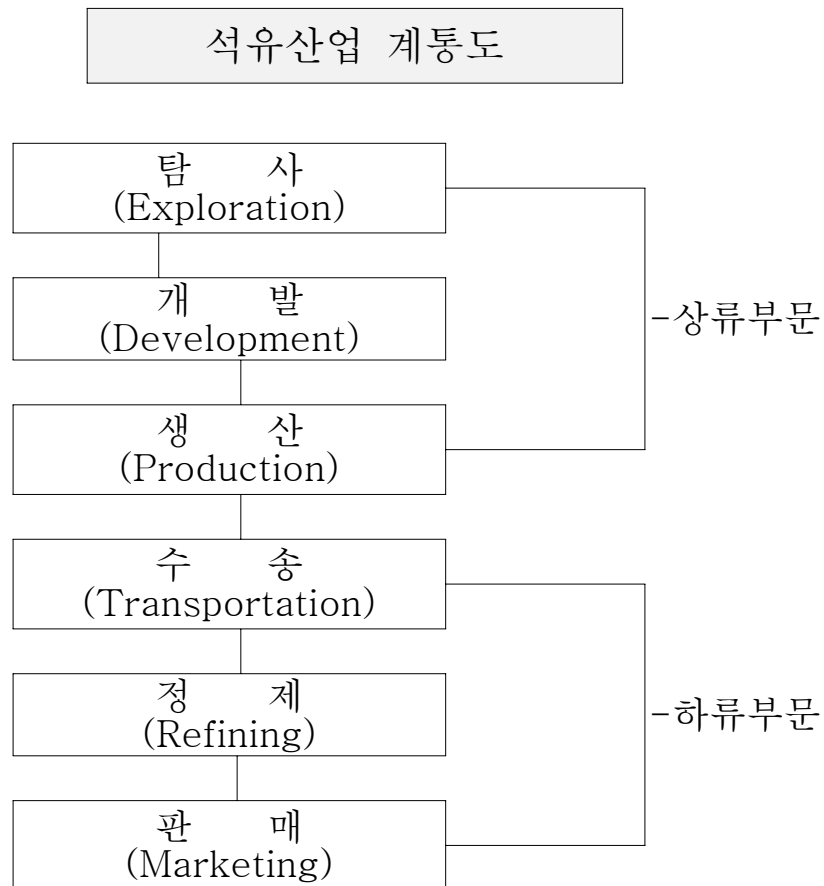 석유산업 계통도
탐 사
(Exploration)
개 발
(Development)
-상류부문
생 산
(Production)
수 송
(Transportation)
정 제
(Refining)
-하류부문
판 매
(Marketing)